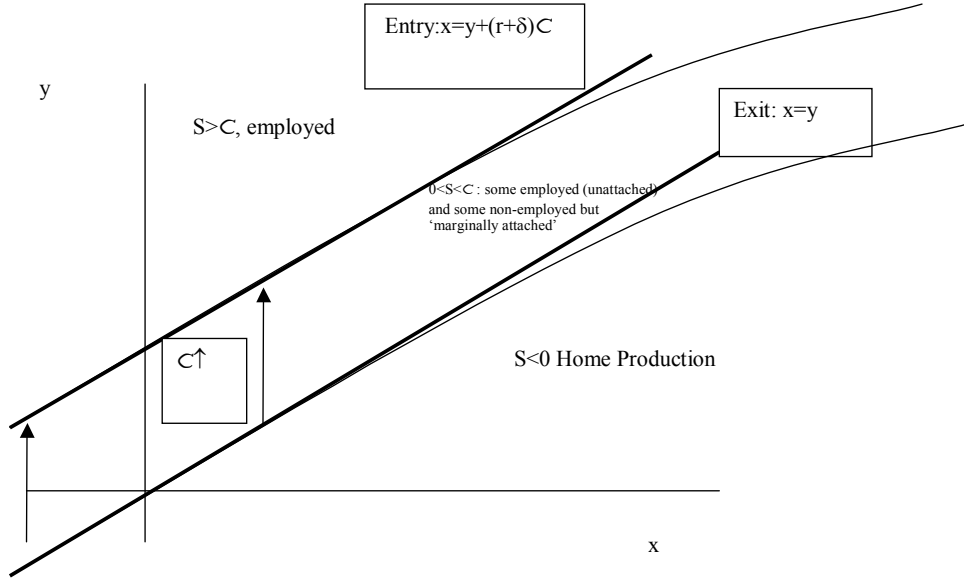 Entry:x=y+(r+δ)C
y
Exit: x=y
S>C, employed
0<S<C : some employed (unattached)
and some non-employed but
‘marginally attached’
C↑
S<0 Home Production
x